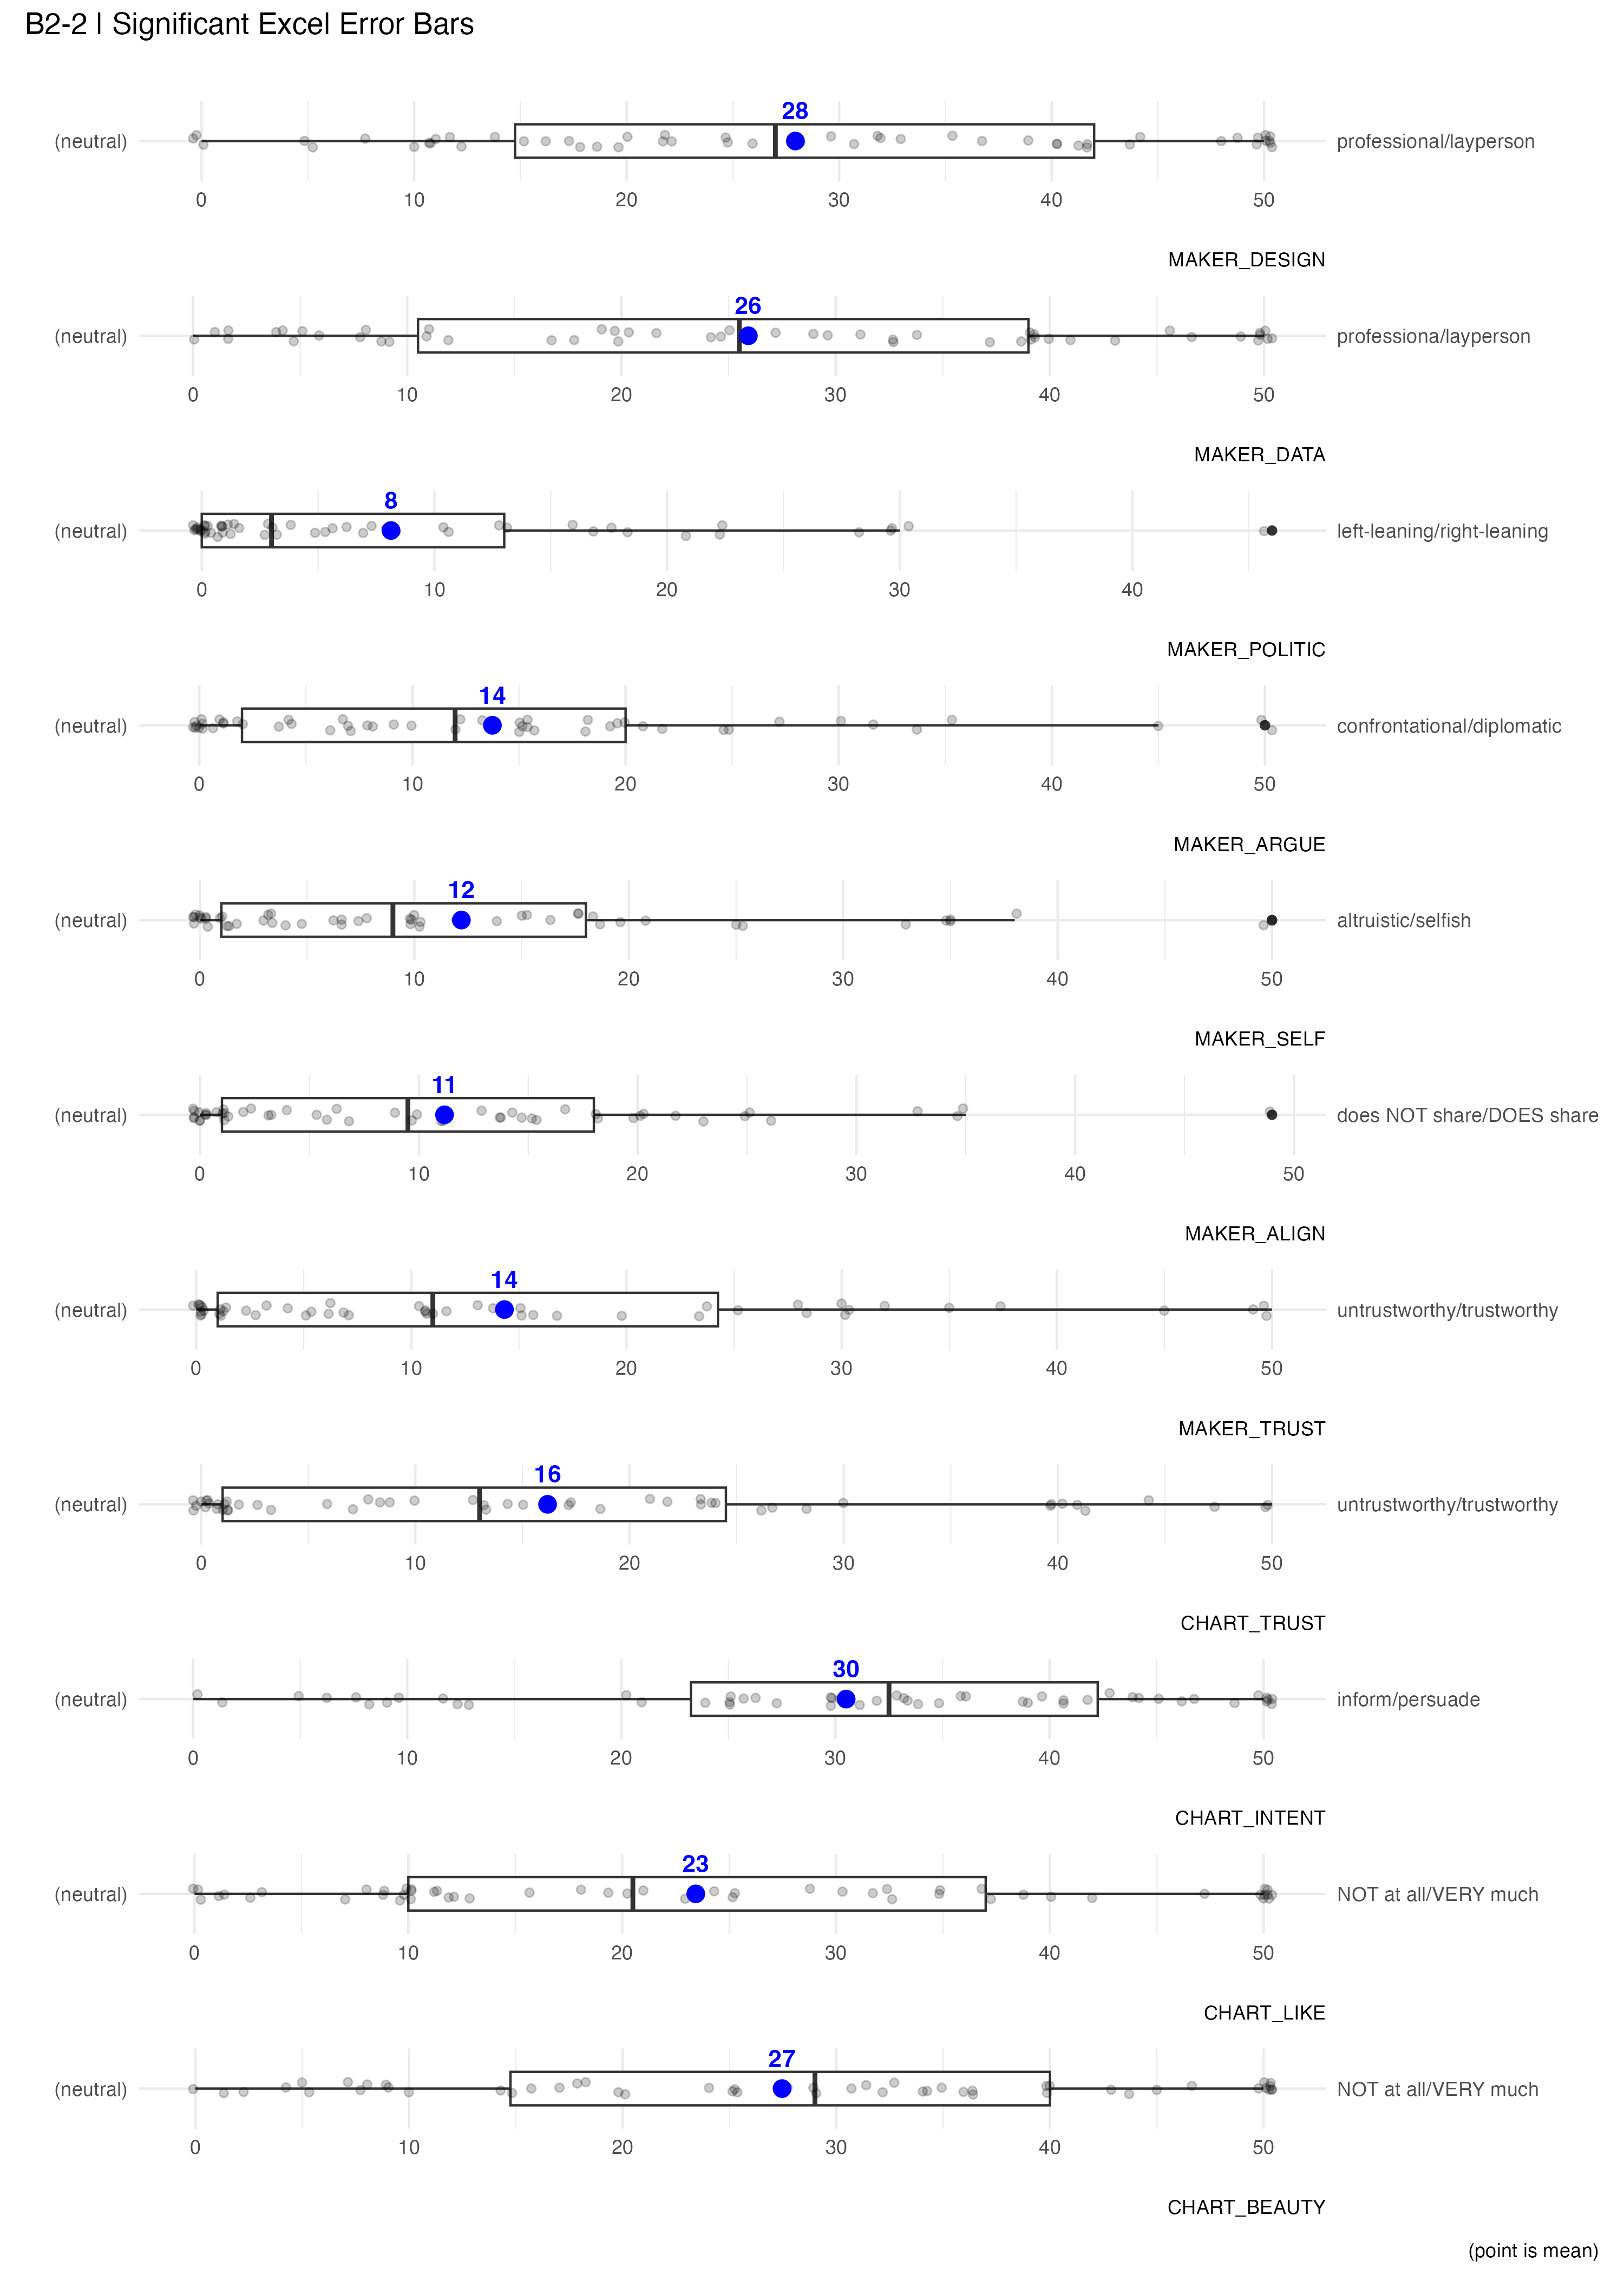 B2-2 | Significant Excel Error Bars
28
(neutral) professional/layperson
0 10 20 30 40 50
MAKER_DESIGN
26
(neutral) professiona/layperson
0 10 20 30 40 50
MAKER_DATA
8
(neutral) left-leaning/right-leaning
0 10 20 30 40
MAKER_POLITIC
14
(neutral) confrontational/diplomatic
0 10 20 30 40 50
MAKER_ARGUE
12
(neutral) altruistic/selfish
0 10 20 30 40 50
MAKER_SELF
11
(neutral) does NOT share/DOES share
0 10 20 30 40 50
MAKER_ALIGN
14
(neutral) untrustworthy/trustworthy
0 10 20 30 40 50
MAKER_TRUST
16
(neutral) untrustworthy/trustworthy
0 10 20 30 40 50
CHART_TRUST
30
(neutral) inform/persuade
0 10 20 30 40 50
CHART_INTENT
23
(neutral) NOT at all/VERY much
0 10 20 30 40 50
CHART_LIKE
27
(neutral) NOT at all/VERY much
0 10 20 30 40 50
CHART_BEAUTY
(point is mean)